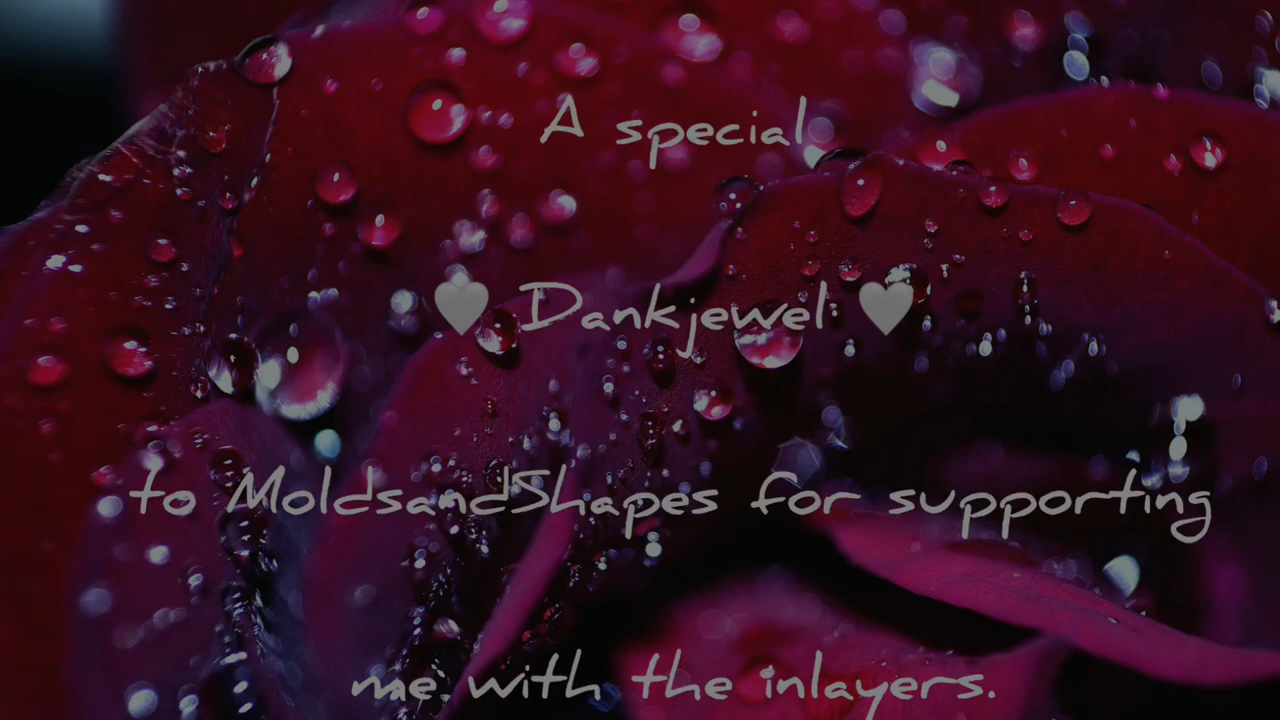 A special
🤍 Dankjewel 🤍
to MoldsandShapes for supporting
me with the inlayers.